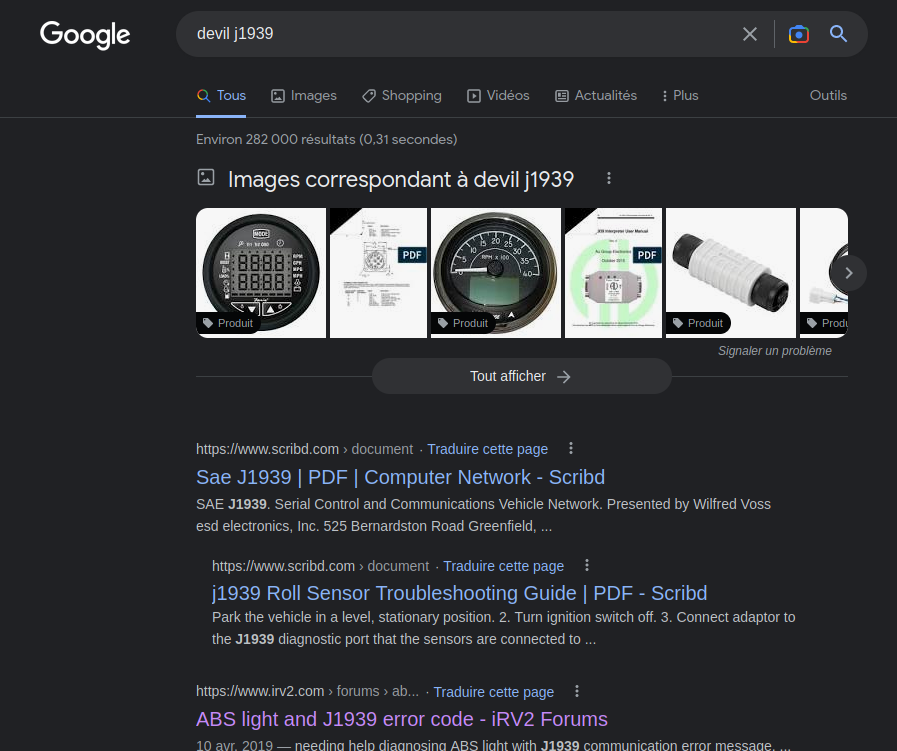 Google
devil j1939
Tous
Images
Shopping
Vidéos
Actualités
Plus
Outils
Environ 282 000 résultats (0,31 secondes)
Images correspondant à devil j1939
MODE
PDF
RPM x 100
PDF
Produit
Produit
Produit
Produ
Signaler un problème
Tout afficher
https://www.scribd.com › document · Traduire cette page
Sae J1939 | PDF | Computer Network - Scribd
SAE J1939. Serial Control and Communications Vehicle Network. Presented by Wilfred Voss
esd electronics, Inc. 525 Bernardston Road Greenfield, ...
https://www.scribd.com › document · Traduire cette page
j1939 Roll Sensor Troubleshooting Guide | PDF - Scribd
Park the vehicle in a level, stationary position. 2. Turn ignition switch off. 3. Connect adaptor to
the J1939 diagnostic port that the sensors are connected to ...
https://www.irv2.com › forums › ab... · Traduire cette page
ABS light and J1939 error code - iRV2 Forums
10 avr. 2019 — needing help diagnosing ABS light with J1939 communication error message. ...